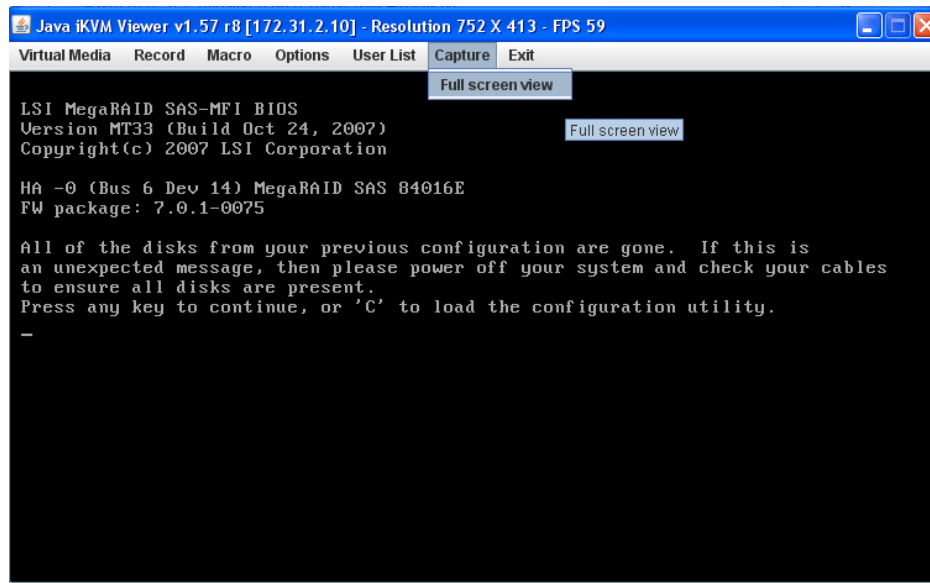 Java iKVM Viewer v1.57 r8 [172.31.2.10] - Resolution 752 X 413 - FPS 59
Virtual Media Record Macro Options User List Capture Exit
Full screen view
Full screen view
LSI MegaRAID SAS-MFI BIOS
Version MT33 (Build Oct 24, 2007)
Copyright(c) 2007 LSI Corporation
HA -0 (Bus 6 Dev 14) MegaRAID SAS 84016E
FW package: 7.0.1-0075
All of the disks from your previous configuration are gone. If this is
an unexpected message, then please power off your system and check your cables
to ensure all disks are present.
Press any key to continue, or 'C' to load the configuration utility.
_